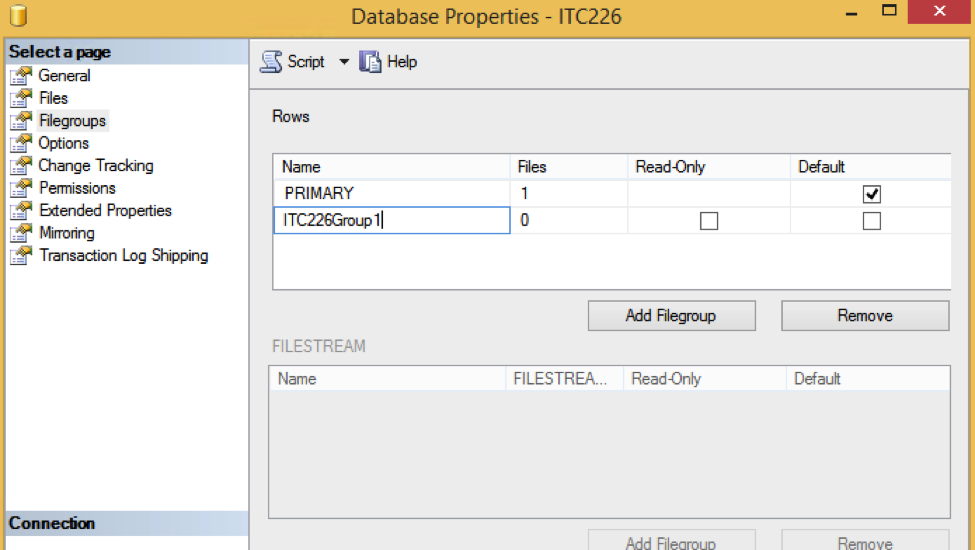 Database Properties - ITC226
Select a page
General
Files
Filegroups
Options
Change Tracking
Permissions
Extended Properties
Mirroring
Transaction Log Shipping
Connection
Script Help
Rows
Name Files Read-Only Default
PRIMARY 1
ITC226Group1 0
Add Filegroup Remove
FILESTREAM
Name FILESTREA... Read-Only Default
Add Filegroup Remove